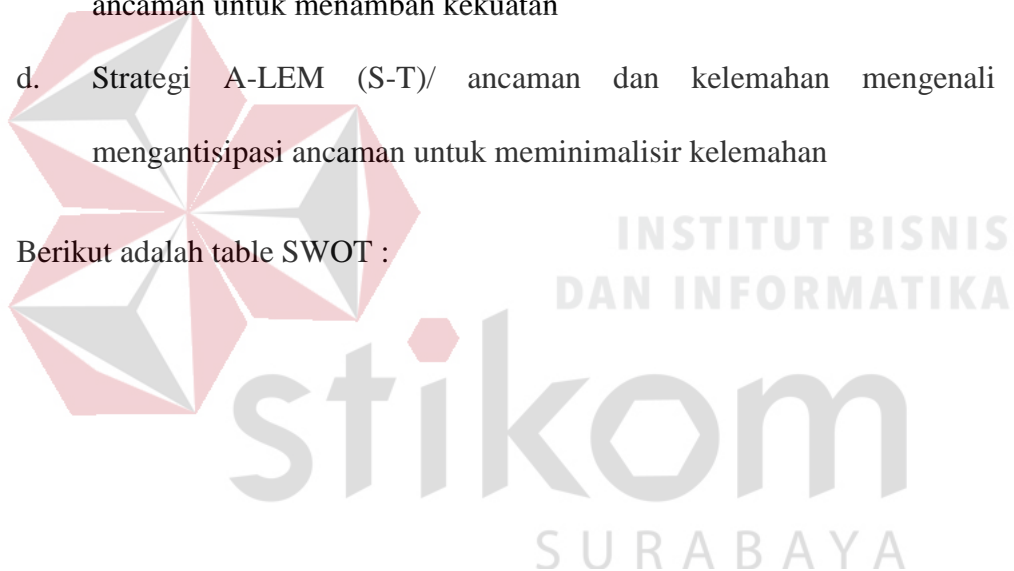 ancaman untuk menambah kekuatan
d. Strategi A-LEM (S-T)/ ancaman dan kelemahan mengenali
mengantisipasi ancaman untuk meminimalisir kelemahan
Berikut adalah table SWOT :
INSTITUT BISNIS
DAN INFORMATIKA
stikom
SURABAYA